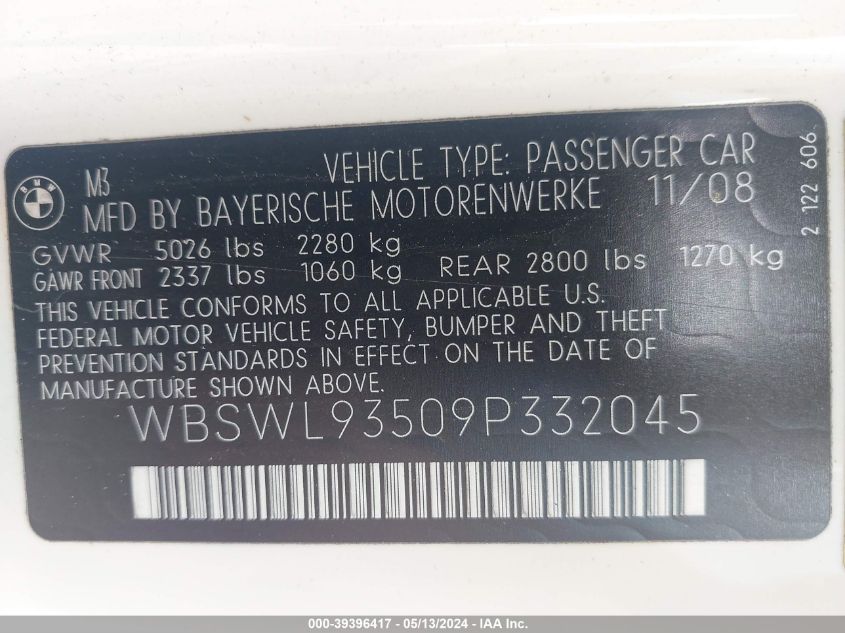 BMW
M3
VEHICLE TYPE: PASSENGER CAR
MFD BY BAYERISCHE MOTORENWERKE 11/08
GVWR 5026 lbs 2280 kg
GAWR FRONT 2337 lbs 1060 kg REAR 2800 lbs 1270 kg
THIS VEHICLE CONFORMS TO ALL APPLICABLE U.S.
FEDERAL MOTOR VEHICLE SAFETY, BUMPER AND THEFT
PREVENTION STANDARDS IN EFFECT ON THE DATE OF
MANUFACTURE SHOWN ABOVE.
WBSWL93509P332045
2 122 606
000-39396417 - 05/13/2024 - IAA Inc.